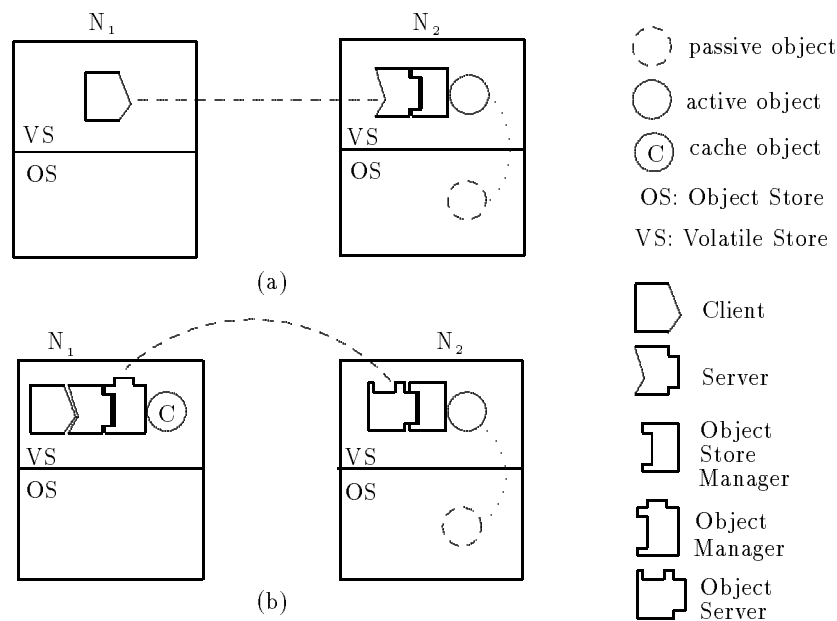 N1
N2
VS
OS
VS
OS
(a)
N1
N2
C
VS
OS
VS
OS
(b)
passive object
active object
C cache object
OS: Object Store
VS: Volatile Store
Client
Server
Object
Store
Manager
Object
Manager
Object
Server